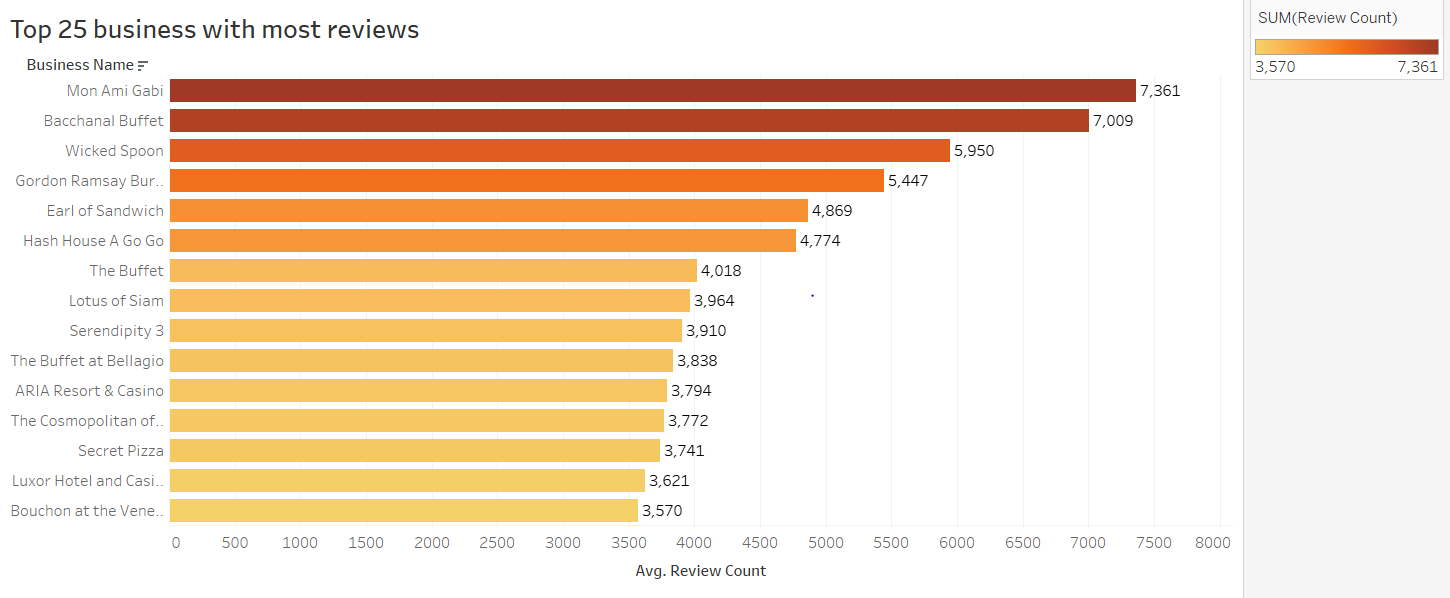 Top 25 business with most reviews
Business Name
Mon Ami Gabi 7,361
Bacchanal Buffet 7,009
Wicked Spoon 5,950
Gordon Ramsay Bur.. 5,447
Earl of Sandwich 4,869
Hash House A Go Go 4,774
The Buffet 4,018
Lotus of Siam 3,964
Serendipity 3 3,910
The Buffet at Bellagio 3,838
ARIA Resort & Casino 3,794
The Cosmopolitan of.. 3,772
Secret Pizza 3,741
Luxor Hotel and Casi.. 3,621
Bouchon at the Vene.. 3,570
0 500 1000 1500 2000 2500 3000 3500 4000 4500 5000 5500 6000 6500 7000 7500 8000
Avg. Review Count
SUM(Review Count)
3,570 7,361